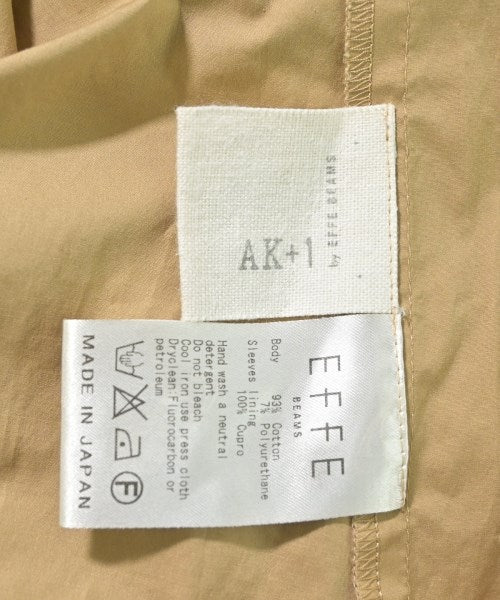 AK+1
by EFFE BEAMS
EFFE
BEAMS
Body 93% Cotton
7% Polyurethane
Sleeves lining
100% Cupro
Hand wash a neutral
detergent
Do not bleach
Cool iron use press cloth
Dryclean Fluorocarbon or
petroleum
F
MADE IN JAPAN